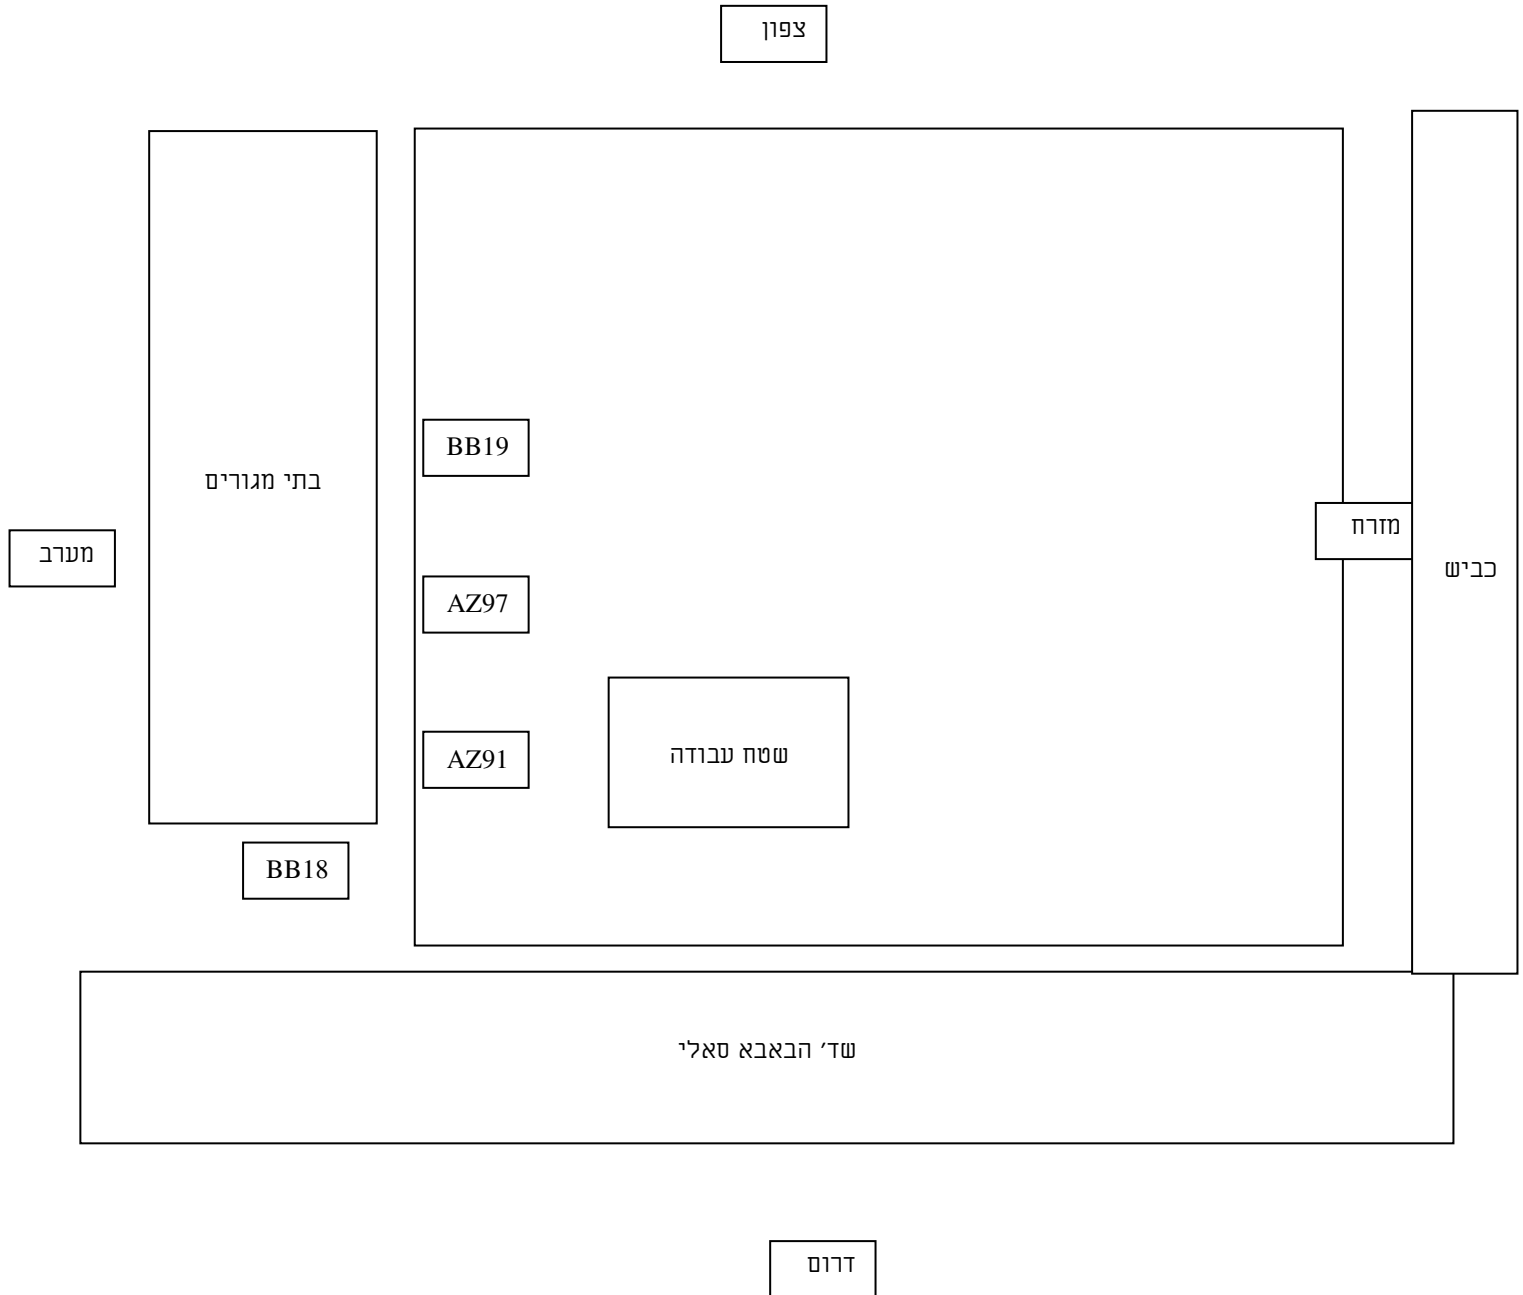 צפון
BB19
בתי מגורים
מזרח
מערב
כביש
AZ97
שטח עבודה
AZ91
BB18
שד' הבאבא סאלי
דרום